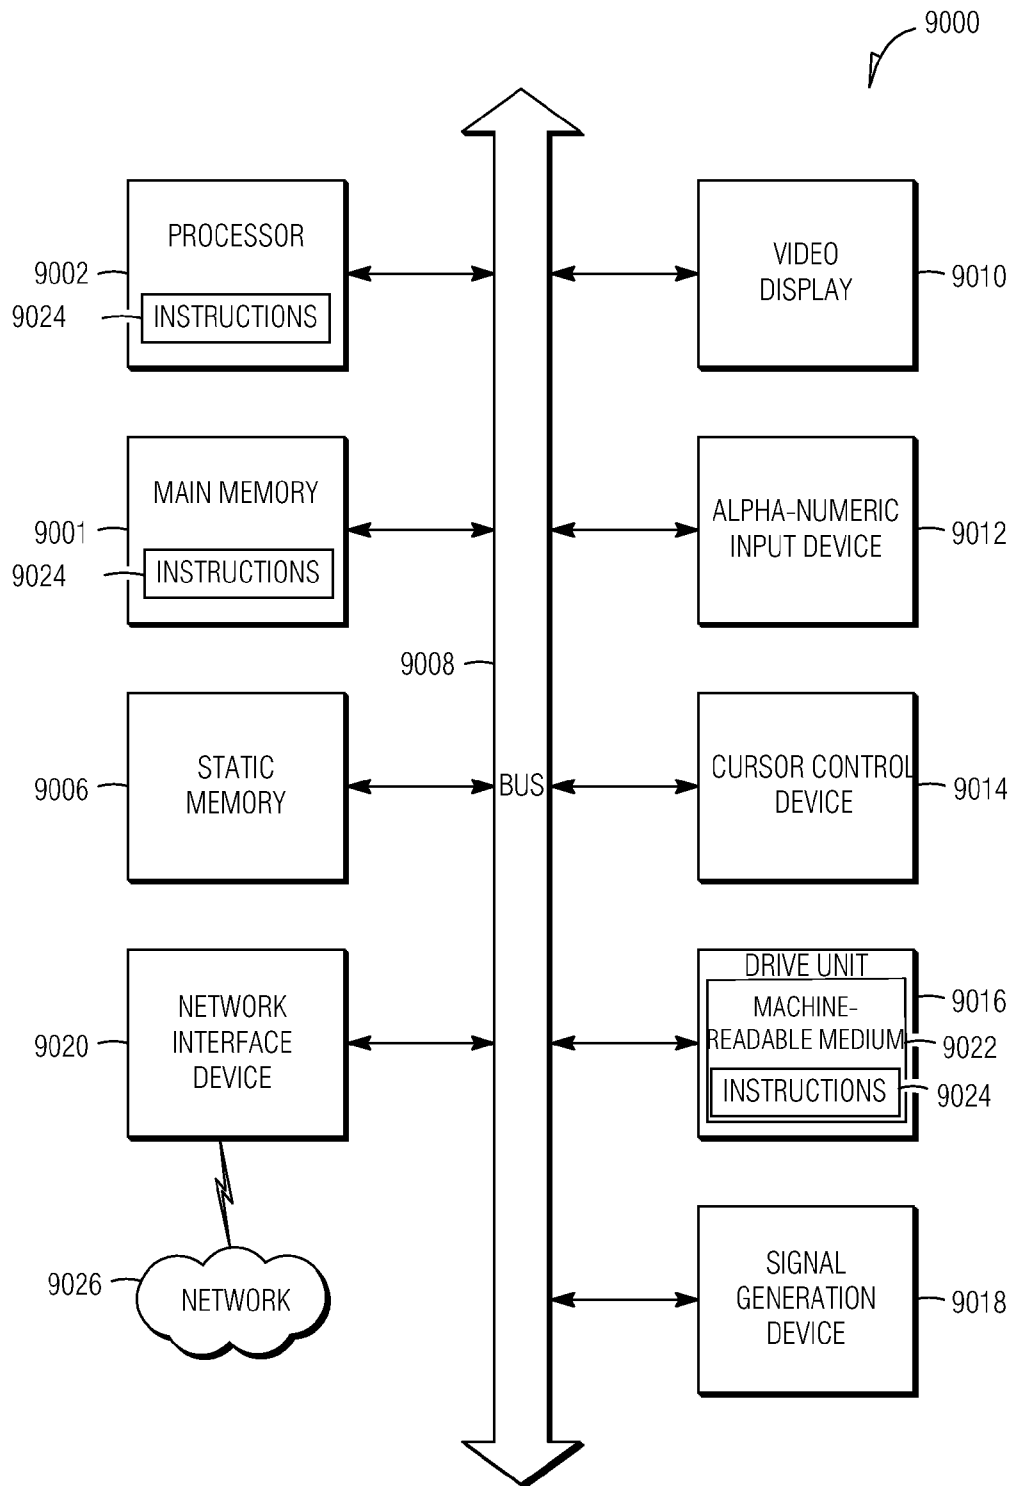 9000
PROCESSOR
9002
9024
INSTRUCTIONS
VIDEO
DISPLAY
9010
MAIN MEMORY
9001
9024
INSTRUCTIONS
ALPHA-NUMERIC
INPUT DEVICE
9012
9008
STATIC
MEMORY
9006
BUS
CURSOR CONTROL
DEVICE
9014
NETWORK
INTERFACE
DEVICE
9020
DRIVE UNIT
9016
MACHINE-
READABLE MEDIUM
9022
INSTRUCTIONS
9024
9026
NETWORK
SIGNAL
GENERATION
DEVICE
9018